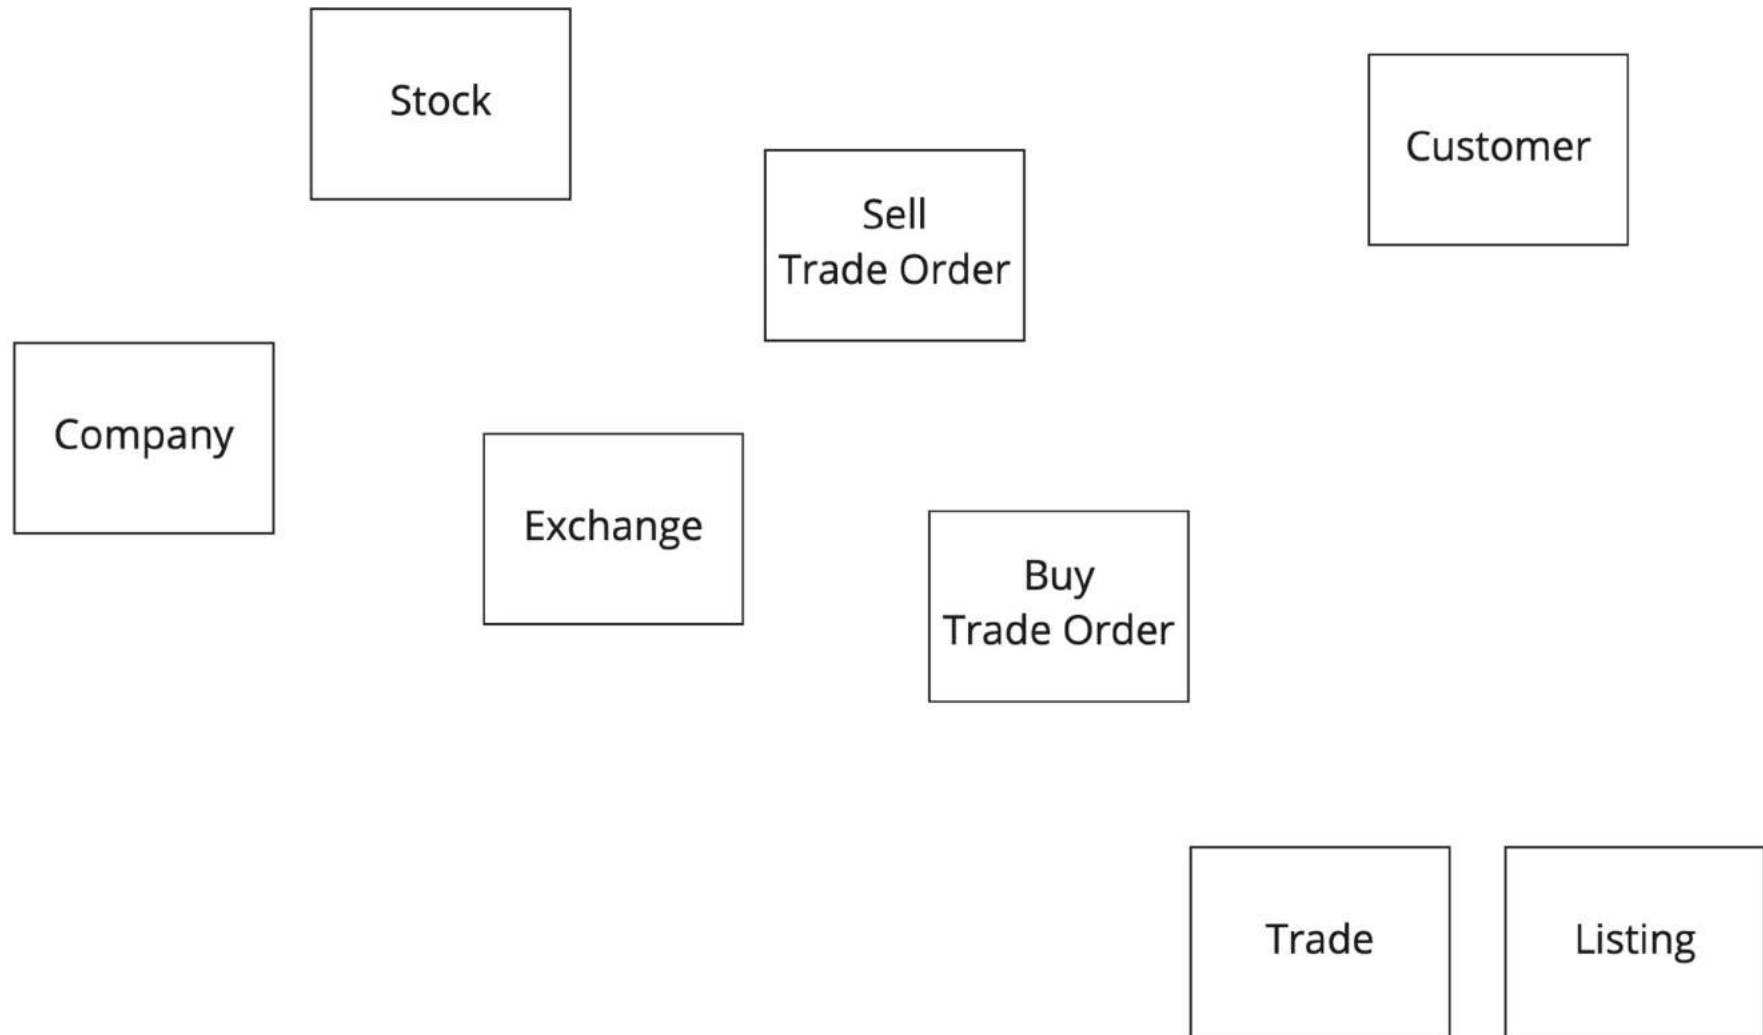 Stock
Customer
Sell
Trade Order
Company
Exchange
Buy
Trade Order
Trade
Listing